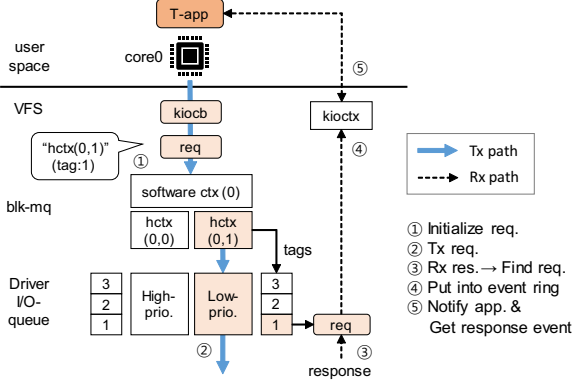 T-app
user
space
core0
⑤
VFS
kiocb
kioctx
“hctx(0,1)”
(tag:1)
①
req
④
software ctx (0)
blk-mq
hctx
(0,0)
hctx
(0,1)
tags
Driver
I/O-
queue
3
2
1
High-
prio.
Low-
prio.
3
2
1
req
②
③
response
Tx path
Rx path
① Initialize req.
② Tx req.
③ Rx res.→ Find req.
④ Put into event ring
⑤ Notify app. &
Get response event